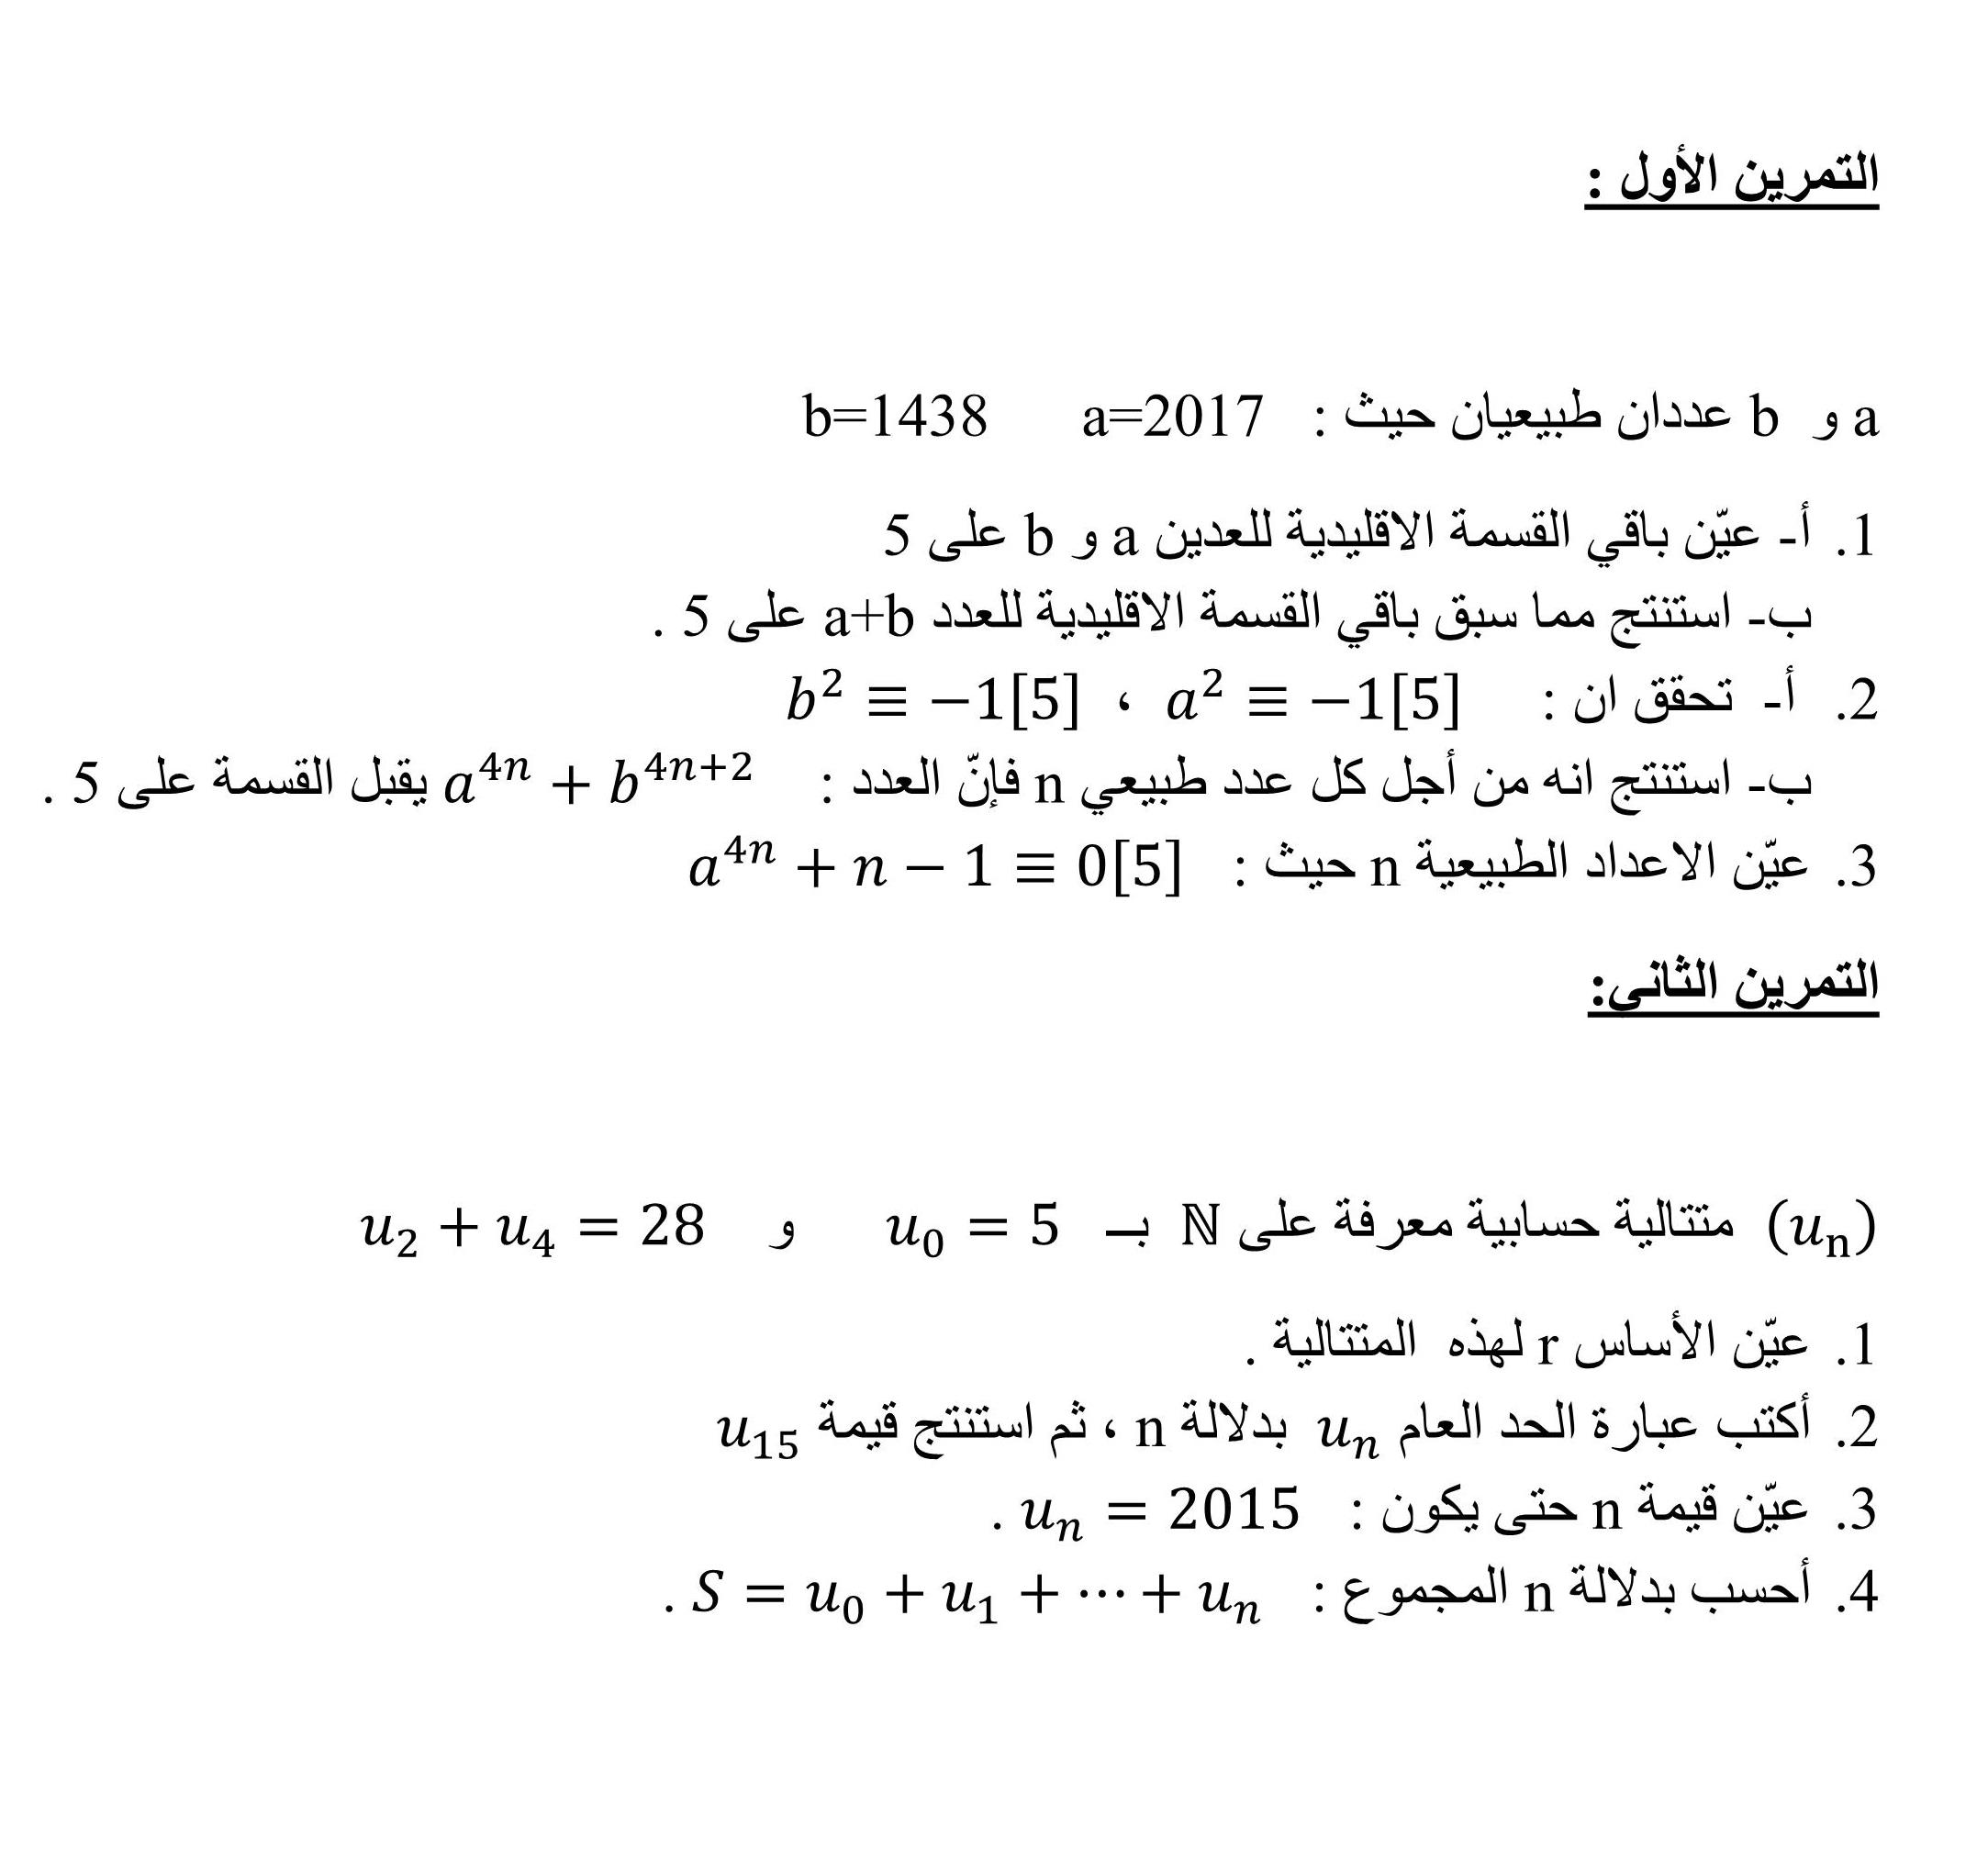 التمرين الأول :
a و b عددان طبيعيان حيث : a=2017 b=1438
1. أ- عيّن باقي القسمة الاقليدية للعدين a و b على 5
ب- استنتج مما سبق باقي القسمة الاقليدية للعدد a+b على 5 .
2. أ- تحقق ان : a² ≡ −1[5] ، b² ≡ −1[5]
ب- استنتج انه من أجل كل عدد طبيعي n فإنّ العدد : a⁴ⁿ + b⁴ⁿ⁺² يقبل القسمة على 5 .
3. عيّن الاعداد الطبيعية n حيث : a⁴ⁿ + n − 1 ≡ 0[5]
التمرين الثاني:
(uₙ) متتالية حسابية معرفة على ℕ بـ u₀ = 5 و u₂ + u₄ = 28
1. عيّن الأساس r لهذه المتتالية .
2. أكتب عبارة الحد العام uₙ بدلالة n ، ثم استنتج قيمة u₁₅
3. عيّن قيمة n حتى يكون : uₙ = 2015 .
4. أحسب بدلالة n المجموع : S = u₀ + u₁ + ⋯ + uₙ .